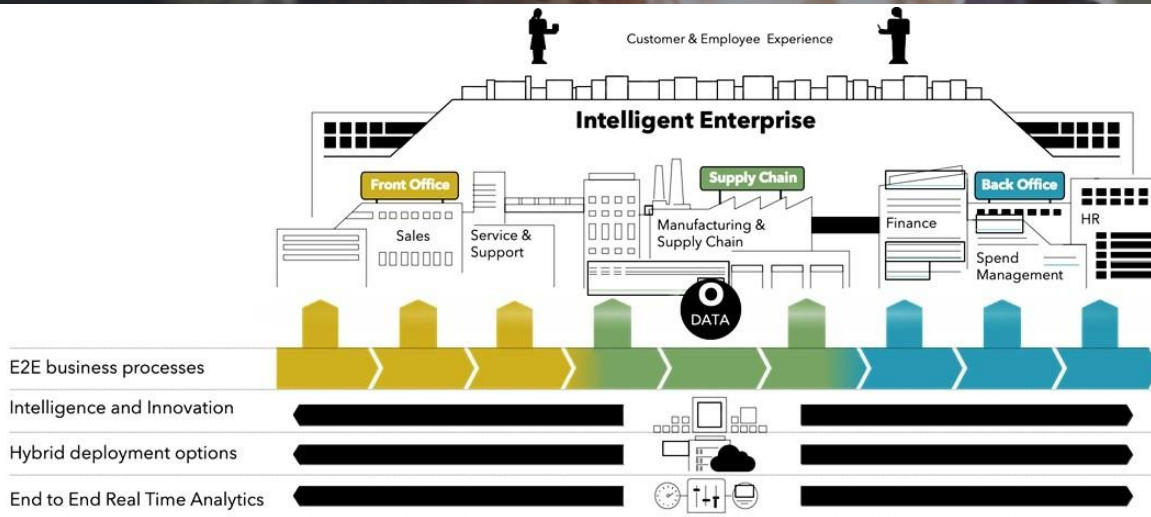 Customer & Employee Experience
Intelligent Enterprise
Front Office
Supply Chain
Back Office
Sales
Service &
Support
Manufacturing &
Supply Chain
Finance
Spend
Management
HR
DATA
E2E business processes
Intelligence and Innovation
Hybrid deployment options
End to End Real Time Analytics